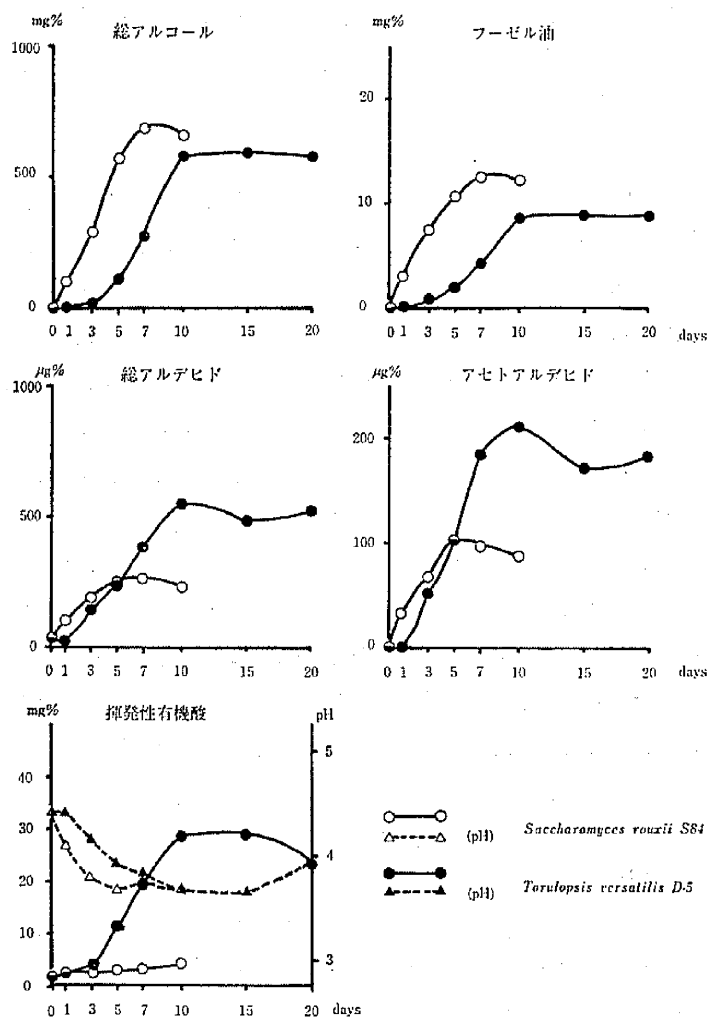 mg% 総アルコール
1000
500
0
0 1 3 5 7 10 15 20
mg% フーゼル油
20
10
0
0 1 3 5 7 10 15 20 days
μg% 総アルデヒド
1000
500
0
0 1 3 5 7 10 15 20
μg% アセトアルデヒド
200
100
0
0 1 3 5 7 10 15 20 days
mg% 揮発性有機酸 pH
40
30
20
10
0
5
4
3
0 1 3 5 7 10 15 20 days
(pH) Saccharomyces rouxii S84
(pH) Torulopsis versatilis D-5